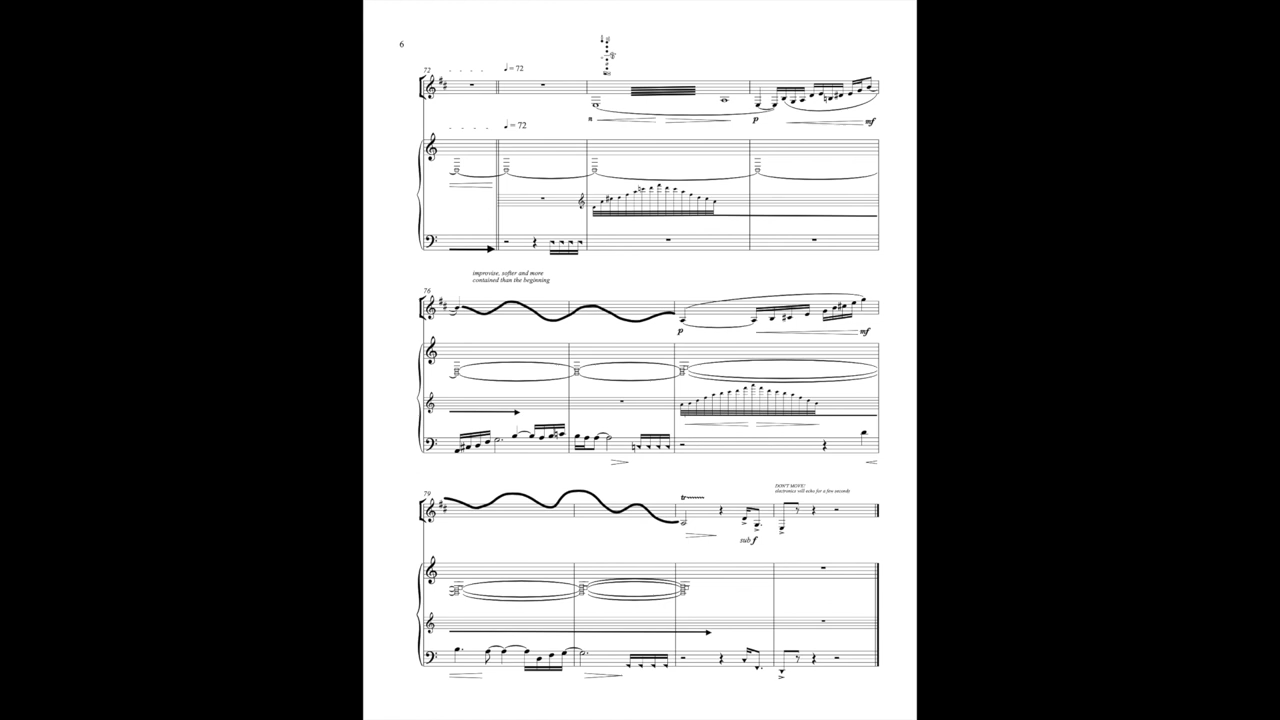 6
72
♩ = 72
♩ = 72
n
p
mf
improvise, softer and more
contained than the beginning
76
p
mf
DON'T MOVE!
electronics will echo for a few seconds
79
tr
sub f